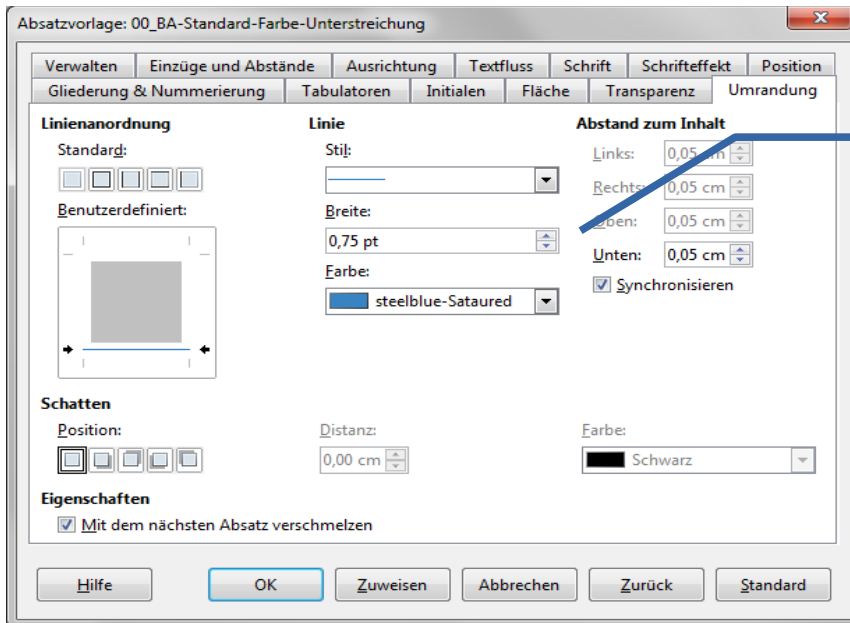 Absatzvorlage: 00_BA-Standard-Farbe-Unterstreichung
Verwalten Einzüge und Abstände Ausrichtung Textfluss Schrift Schrifteffekt Position
Gliederung & Nummerierung Tabulatoren Initialen Fläche Transparenz Umrandung
Linienanordnung Linie Abstand zum Inhalt
Standard: Stil: Links: 0,05 cm
Rechts: 0,05 cm
Benutzerdefiniert: Breite: Oben: 0,05 cm
0,75 pt Unten: 0,05 cm
Farbe: Synchronisieren
steelblue-Sataured
Schatten
Position: Distanz: Farbe:
0,00 cm Schwarz
Eigenschaften
Mit dem nächsten Absatz verschmelzen
Hilfe OK Zuweisen Abbrechen Zurück Standard